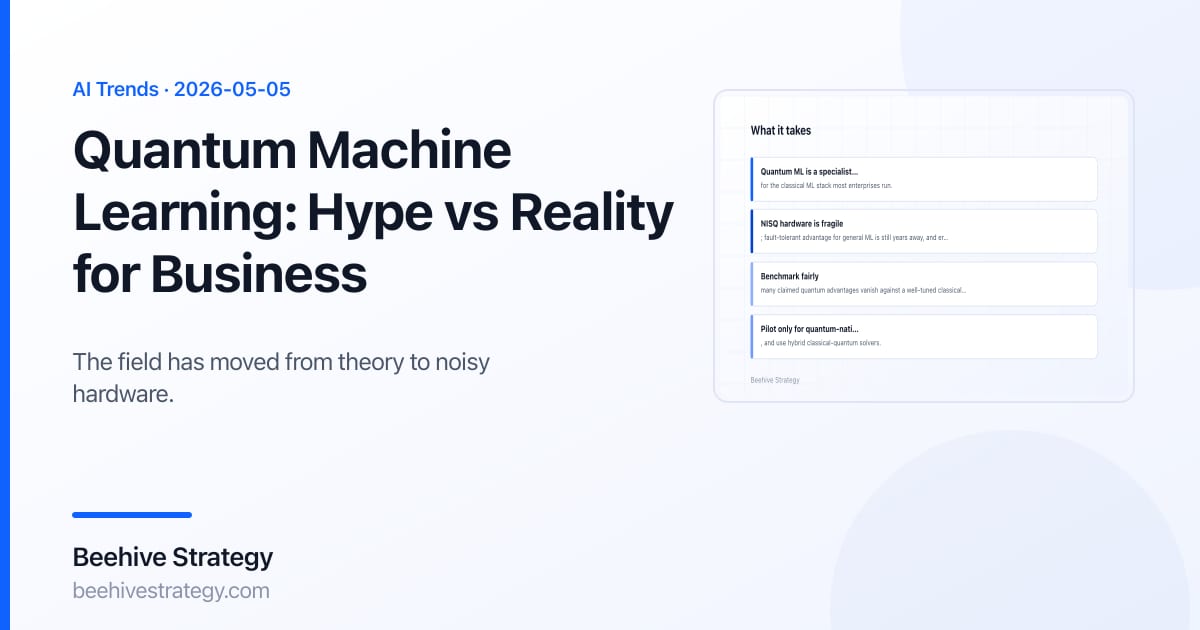 AI Trends · 2026-05-05
Quantum Machine
Learning: Hype vs Reality
for Business
The field has moved from theory to noisy
hardware.
Beehive Strategy
beehivestrategy.com
What it takes
Quantum ML is a specialist...
for the classical ML stack most enterprises run.
NISQ hardware is fragile
; fault-tolerant advantage for general ML is still years away, and er...
Benchmark fairly
many claimed quantum advantages vanish against a well-tuned classical...
Pilot only for quantum-nati...
, and use hybrid classical-quantum solvers.
Beehive Strategy